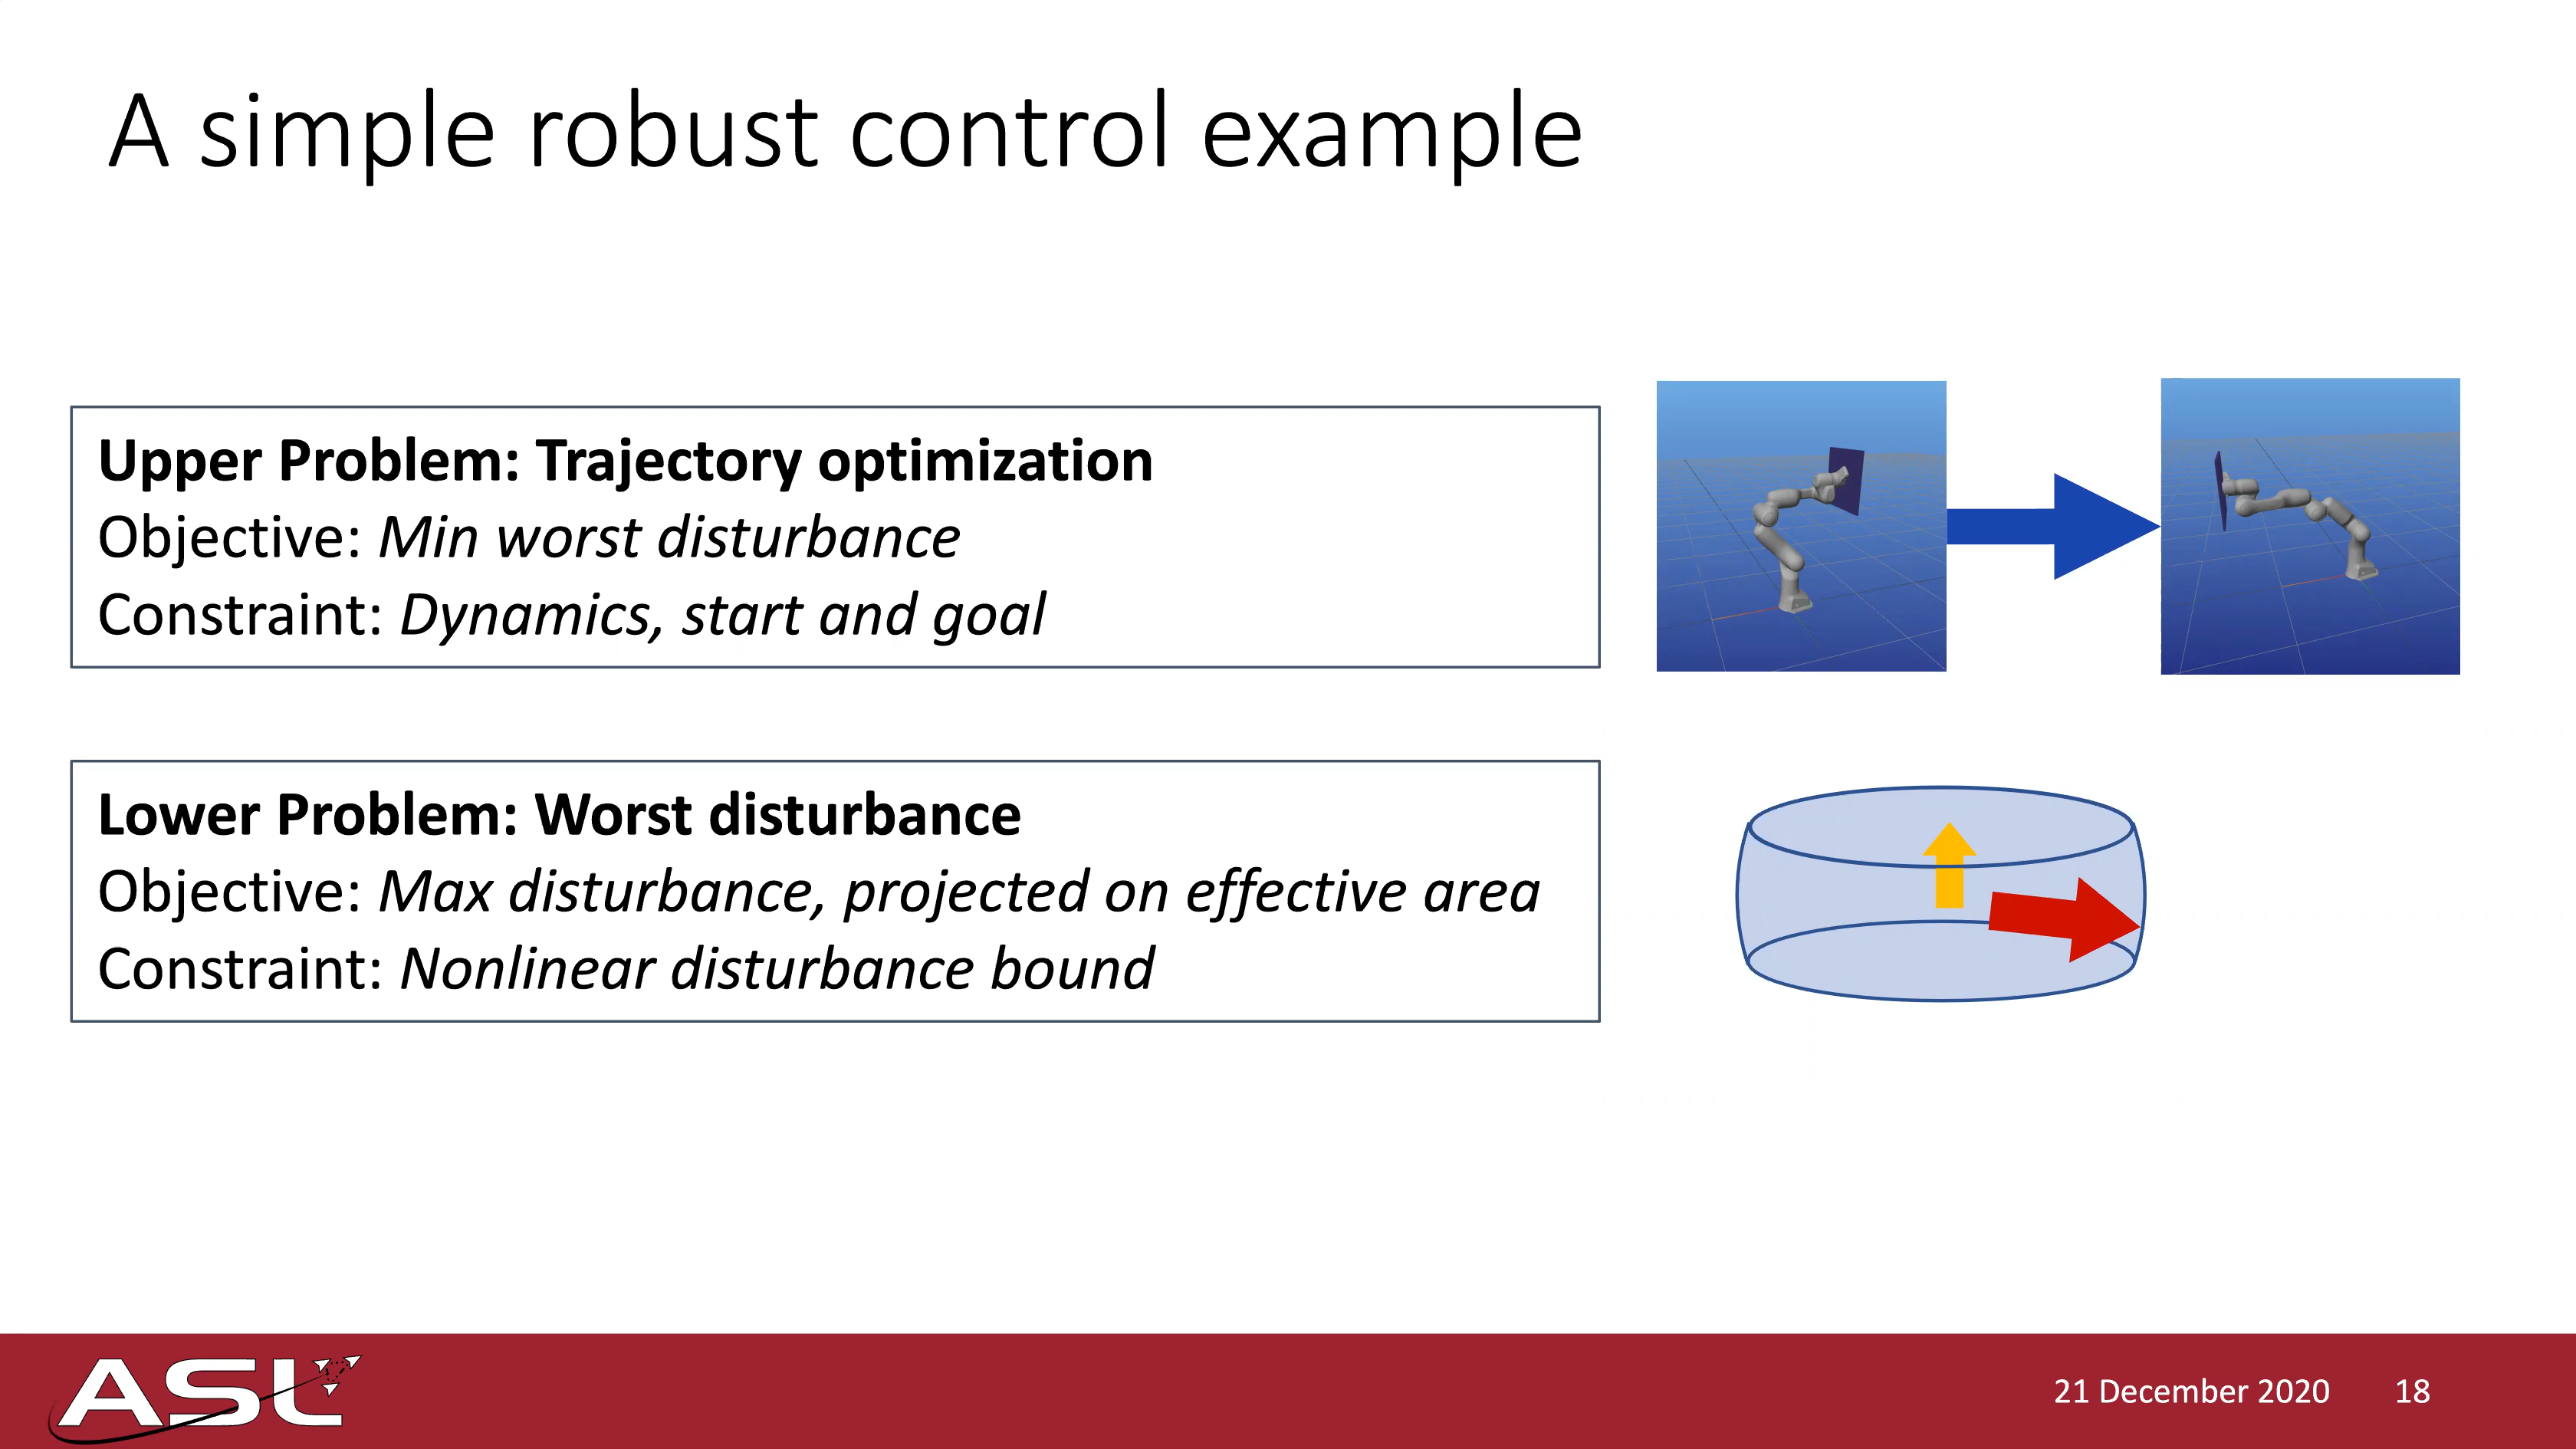 A simple robust control example
Upper Problem: Trajectory optimization
Objective: Min worst disturbance
Constraint: Dynamics, start and goal
Lower Problem: Worst disturbance
Objective: Max disturbance, projected on effective area
Constraint: Nonlinear disturbance bound
ASL
21 December 2020 18